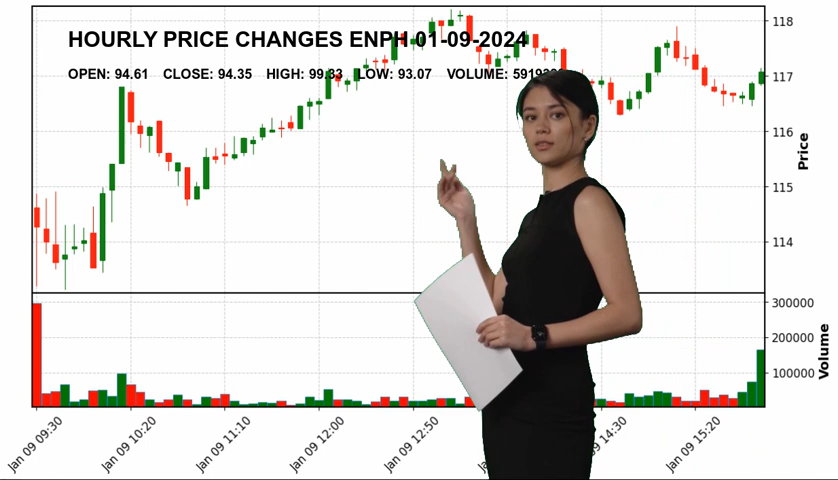 HOURLY PRICE CHANGES ENPH 01-09-2024
OPEN: 94.61 CLOSE: 94.35 HIGH: 99.33 LOW: 93.07 VOLUME:
118
117
116
115
114
Price
300000
200000
100000
Volume
Jan 09 09:30
Jan 09 10:20
Jan 09 11:10
Jan 09 12:00
Jan 09 12:50
14:30
Jan 09 15:20